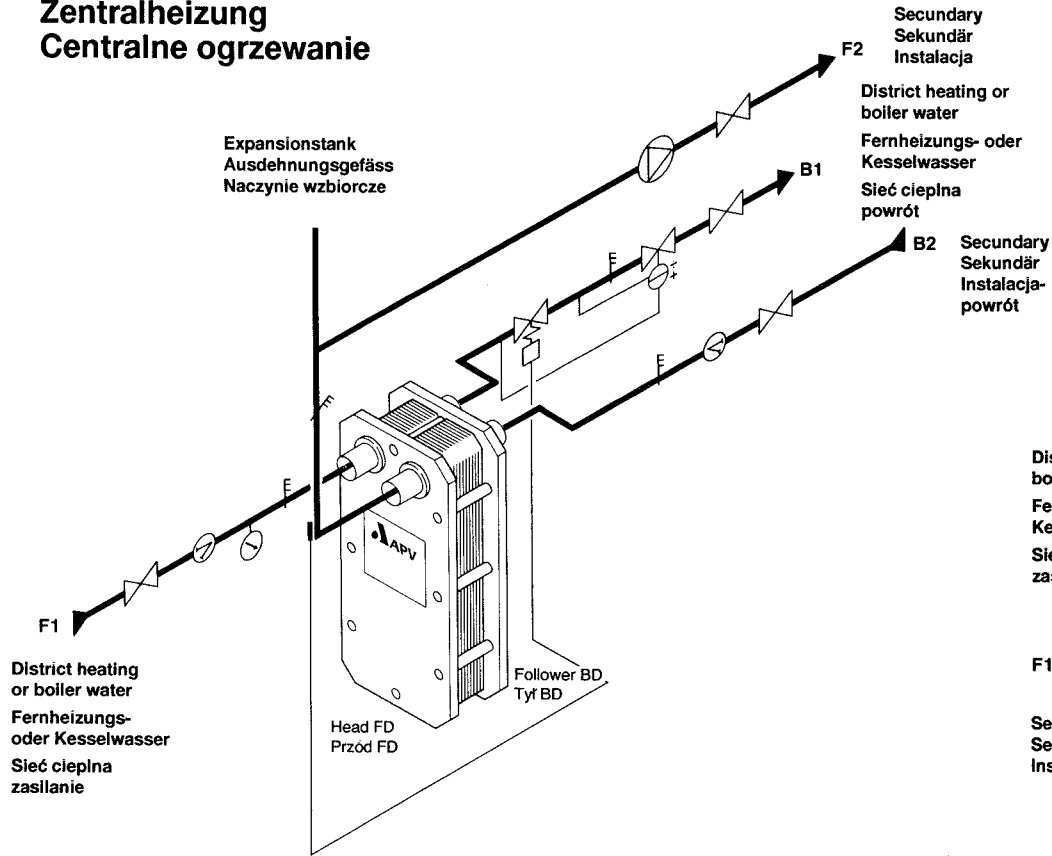 Zentralheizung
Centralne ogrzewanie
Secundary
Sekundär
Instalacja
F2
District heating or
boiler water
Fernheizungs- oder
Kesselwasser
Sieć cieplna
powrót
B1
Expansionstank
Ausdehnungsgefäss
Naczynie wzbiorcze
B2
Secundary
Sekundär
Instalacja-
powrót
APV
F1
District heating
or boiler water
Fernheizungs-
oder Kesselwasser
Sieć cieplna
zasilanie
Head FD
Przód FD
Follower BD
Tył BD
F1